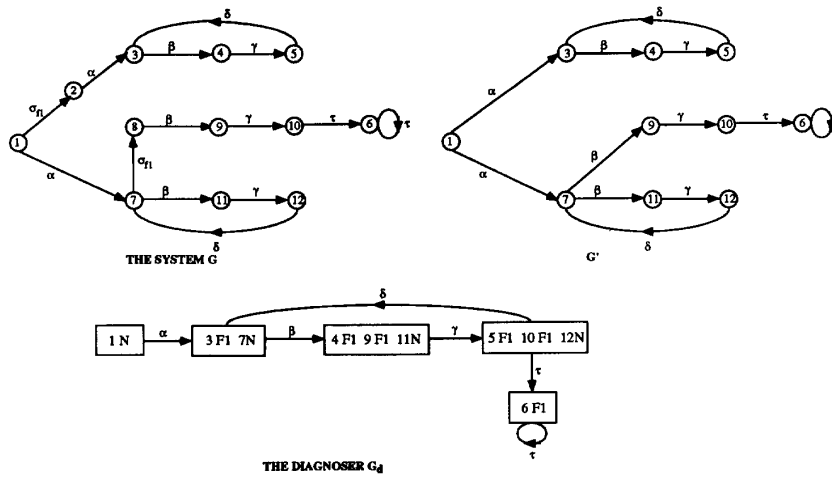 δ
3 β 4 γ 5
α
2
σf1
1
8 β 9 γ 10 τ 6 τ
σf1
α
7 β 11 γ 12
δ
THE SYSTEM G
δ
3 β 4 γ 5
α
1
9 γ 10 τ 6
β
α
7 β 11 γ 12
δ
G'
δ
1 N α 3 F1 7N β 4 F1 9 F1 11N γ 5 F1 10 F1 12N
τ
6 F1
τ
THE DIAGNOSER Gd